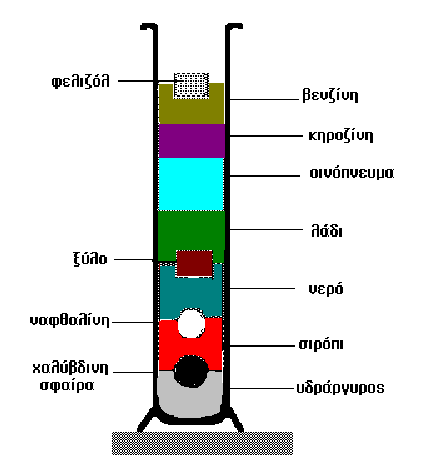 φελιζόλ
βενζίνη
κηροζίνη
οινόπνευμα
λάδι
ξύλο
νερό
ναφθαλίνη
σιρόπι
χαλύβδινη
σφαίρα
υδράργυρος